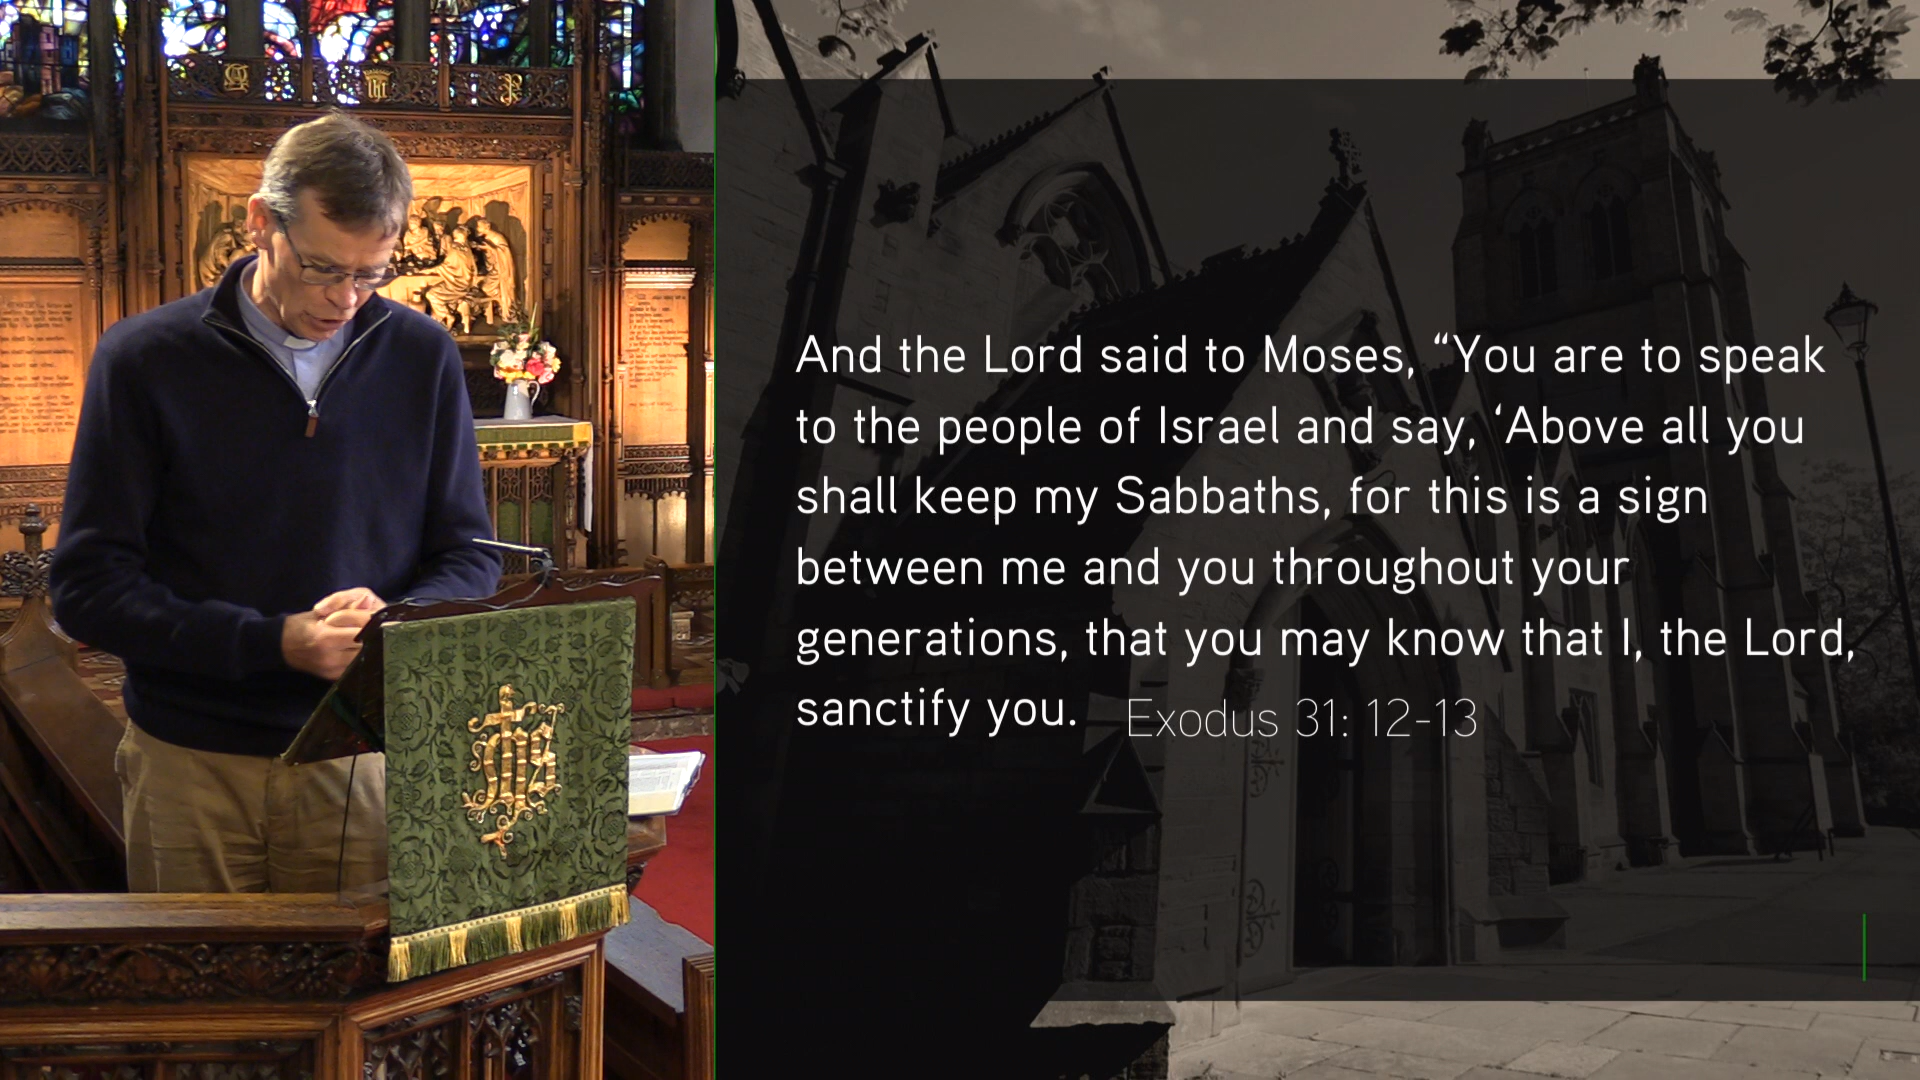 And the Lord said to Moses, “You are to speak
to the people of Israel and say, ‘Above all you
shall keep my Sabbaths, for this is a sign
between me and you throughout your
generations, that you may know that I, the Lord,
sanctify you. Exodus 31: 12-13